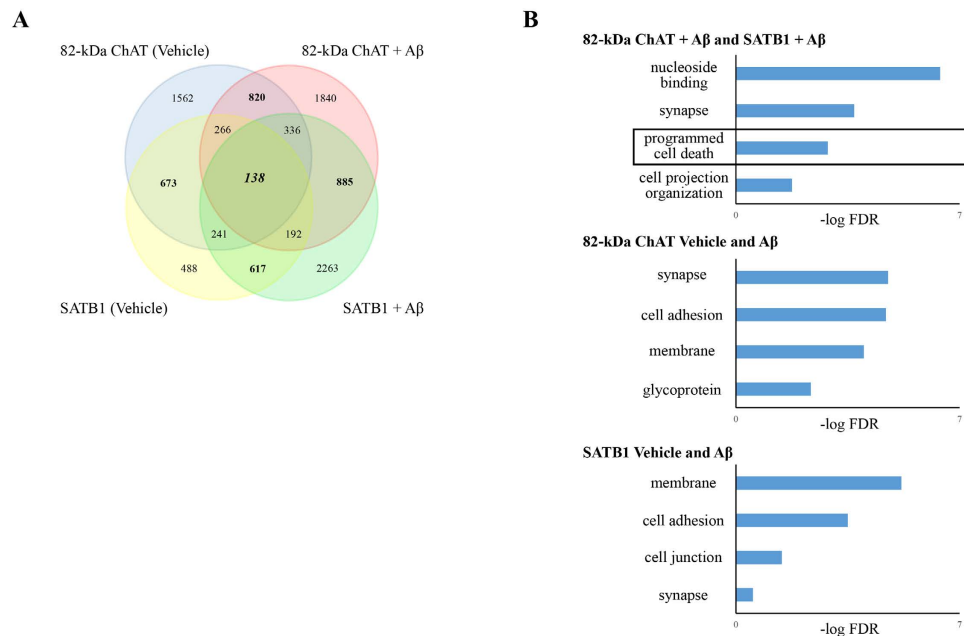 A
82-kDa ChAT (Vehicle)
82-kDa ChAT + Aβ
1562
820
1840
266
336
673
138
885
241
192
488
617
2263
SATB1 (Vehicle)
SATB1 + Aβ
B
82-kDa ChAT + Aβ and SATB1 + Aβ
nucleoside
binding
synapse
programmed
cell death
cell projection
organization
0
-log FDR
7
82-kDa ChAT Vehicle and Aβ
synapse
cell adhesion
membrane
glycoprotein
0
-log FDR
7
SATB1 Vehicle and Aβ
membrane
cell adhesion
cell junction
synapse
0
-log FDR
7